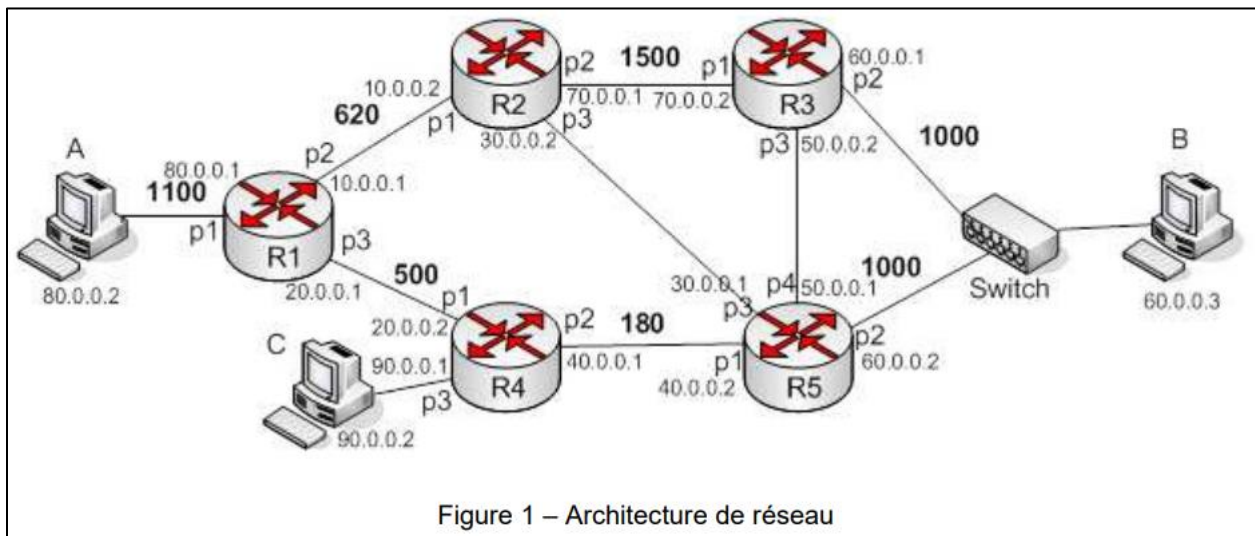 p2
1500
p1
60.0.0.1
p2
10.0.0.2
R2
70.0.0.1
70.0.0.2
R3
620
p1
p3
30.0.0.2
p3
50.0.0.2
1000
A
B
80.0.0.1
p2
10.0.0.1
1100
p1
R1
p3
500
20.0.0.1
p1
30.0.0.1
p4
50.0.0.1
1000
Switch
80.0.0.2
60.0.0.3
20.0.0.2
p2
180
p3
C
90.0.0.1
R4
40.0.0.1
p1
R5
p2
60.0.0.2
p3
40.0.0.2
90.0.0.2
Figure 1 – Architecture de réseau